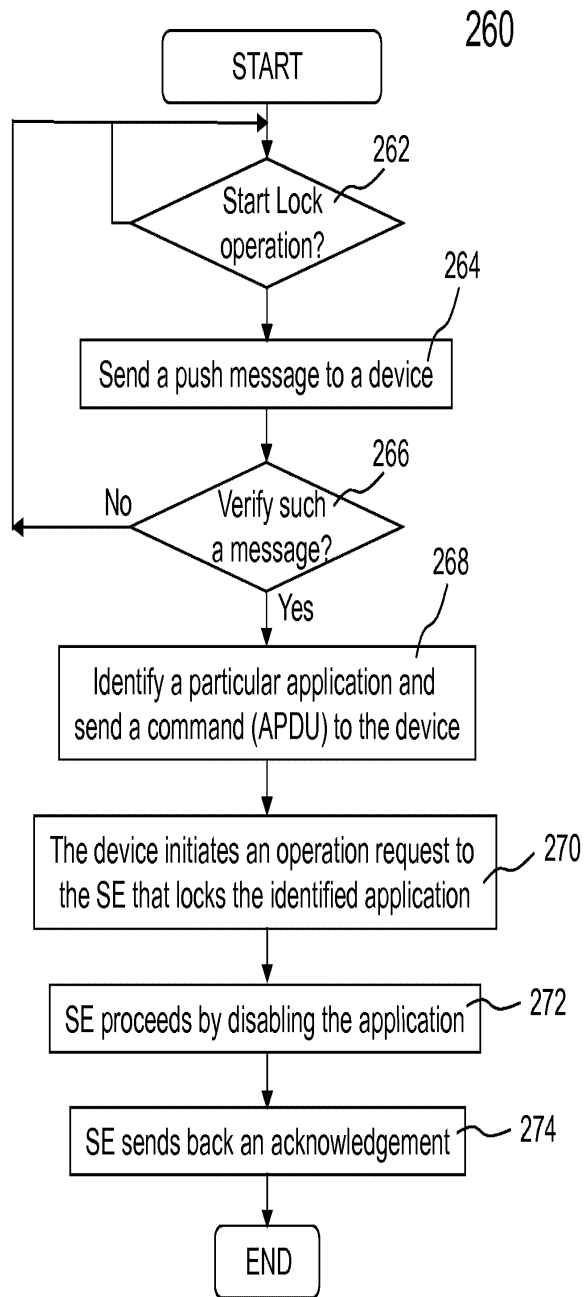 260
START
262
Start Lock
operation?
264
Send a push message to a device
266
No
Verify such
a message?
Yes
268
Identify a particular application and
send a command (APDU) to the device
The device initiates an operation request to
the SE that locks the identified application
270
SE proceeds by disabling the application
272
SE sends back an acknowledgement
274
END